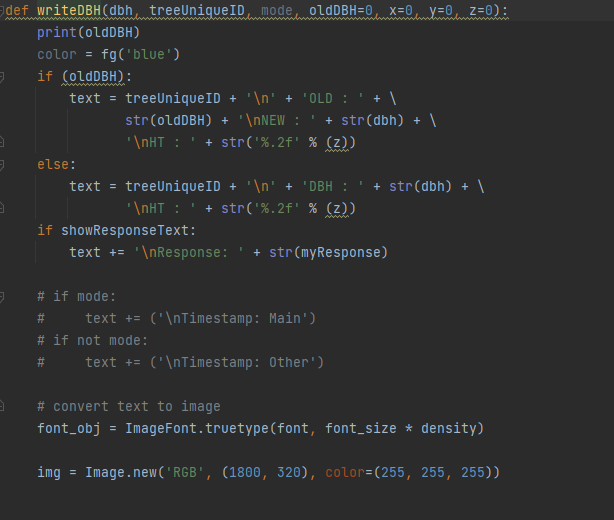 def writeDBH(dbh, treeUniqueID, mode, oldDBH=0, x=0, y=0, z=0):
    print(oldDBH)
    color = fg('blue')
    if (oldDBH):
        text = treeUniqueID + '\n' + 'OLD : ' + \
               str(oldDBH) + '\nNEW : ' + str(dbh) + \
               '\nHT : ' + str('%.2f' % (z))
    else:
        text = treeUniqueID + '\n' + 'DBH : ' + str(dbh) + \
               '\nHT : ' + str('%.2f' % (z))
    if showResponseText:
        text += '\nResponse: ' + str(myResponse)
    # if mode:
    #     text += ('\nTimestamp: Main')
    # if not mode:
    #     text += ('\nTimestamp: Other')
    # convert text to image
    font_obj = ImageFont.truetype(font, font_size * density)
    img = Image.new('RGB', (1800, 320), color=(255, 255, 255))